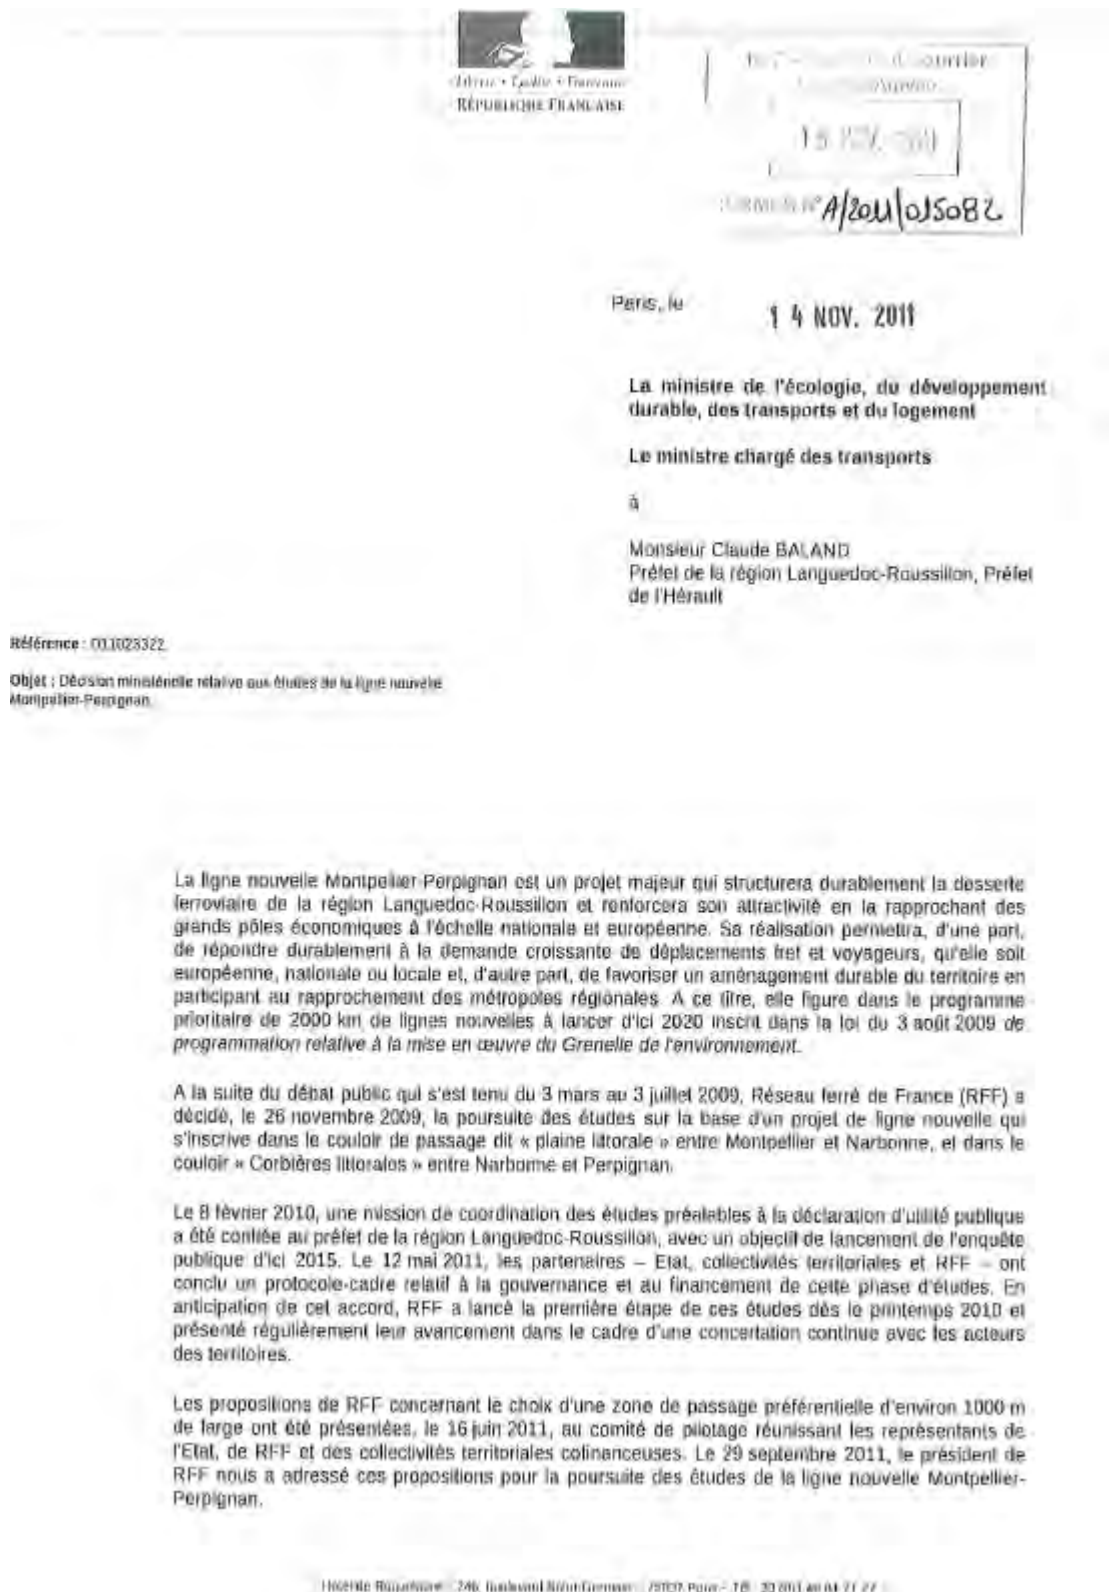 Liberté • Égalité • Fraternité
RÉPUBLIQUE FRANÇAISE
courrier
A/2011/015082
Paris, le
1 4 NOV. 2011
La ministre de l'écologie, du développement
durable, des transports et du logement
Le ministre chargé des transports
à
Monsieur Claude BALAND
Préfet de la région Languedoc-Roussillon, Préfet
de l'Hérault
Référence : D11023322
Objet : Décision ministérielle relative aux études de la ligne nouvelle
Montpellier-Perpignan.
La ligne nouvelle Montpellier-Perpignan est un projet majeur qui structurera durablement la desserte
ferroviaire de la région Languedoc-Roussillon et renforcera son attractivité en la rapprochant des
grands pôles économiques à l'échelle nationale et européenne. Sa réalisation permettra, d'une part,
de répondre durablement à la demande croissante de déplacements fret et voyageurs, qu'elle soit
européenne, nationale ou locale et, d'autre part, de favoriser un aménagement durable du territoire en
participant au rapprochement des métropoles régionales. A ce titre, elle figure dans le programme
prioritaire de 2000 km de lignes nouvelles à lancer d'ici 2020 inscrit dans la loi du 3 août 2009 de
programmation relative à la mise en œuvre du Grenelle de l'environnement.
A la suite du débat public qui s'est tenu du 3 mars au 3 juillet 2009, Réseau ferré de France (RFF) a
décidé, le 26 novembre 2009, la poursuite des études sur la base d'un projet de ligne nouvelle qui
s'inscrive dans le couloir de passage dit « plaine littorale » entre Montpellier et Narbonne, et dans le
couloir « Corbières littorales » entre Narbonne et Perpignan.
Le 8 février 2010, une mission de coordination des études préalables à la déclaration d'utilité publique
a été confiée au préfet de la région Languedoc-Roussillon, avec un objectif de lancement de l'enquête
publique d'ici 2015. Le 12 mai 2011, les partenaires – Etat, collectivités territoriales et RFF – ont
conclu un protocole-cadre relatif à la gouvernance et au financement de cette phase d'études. En
anticipation de cet accord, RFF a lancé la première étape de ces études dès le printemps 2010 et
présenté régulièrement leur avancement dans le cadre d'une concertation continue avec les acteurs
des territoires.
Les propositions de RFF concernant le choix d'une zone de passage préférentielle d'environ 1000 m
de large ont été présentées, le 16 juin 2011, au comité de pilotage réunissant les représentants de
l'Etat, de RFF et des collectivités territoriales cofinanceuses. Le 29 septembre 2011, le président de
RFF nous a adressé ces propositions pour la poursuite des études de la ligne nouvelle Montpellier-
Perpignan.
246, boulevard Saint-Germain - 75007 Paris - Tél :